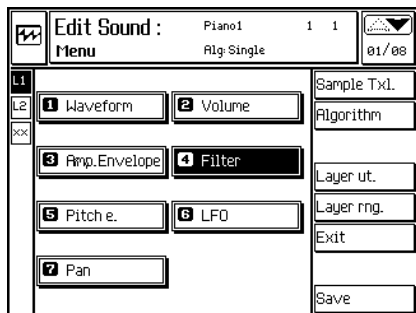 Edit Sound : Piano1 1 1
Menu Alg: Single 01/08
L1
L2
xx
1 Waveform 2 Volume
3 Amp.Envelope 4 Filter
5 Pitch e. 6 LFO
7 Pan
Sample Txl.
Algorithm
Layer ut.
Layer rng.
Exit
Save